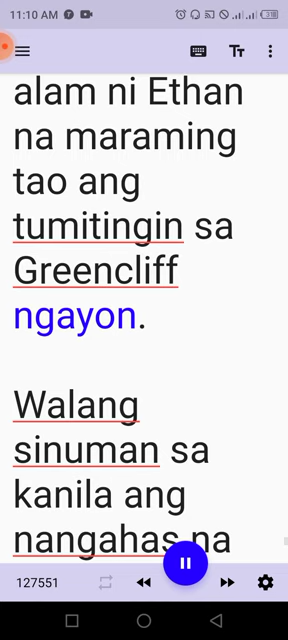 11:10 AM
alam ni Ethan
na maraming
tao ang
tumitingin sa
Greencliff
ngayon.
Walang
sinuman sa
kanila ang
nangahas na
127551